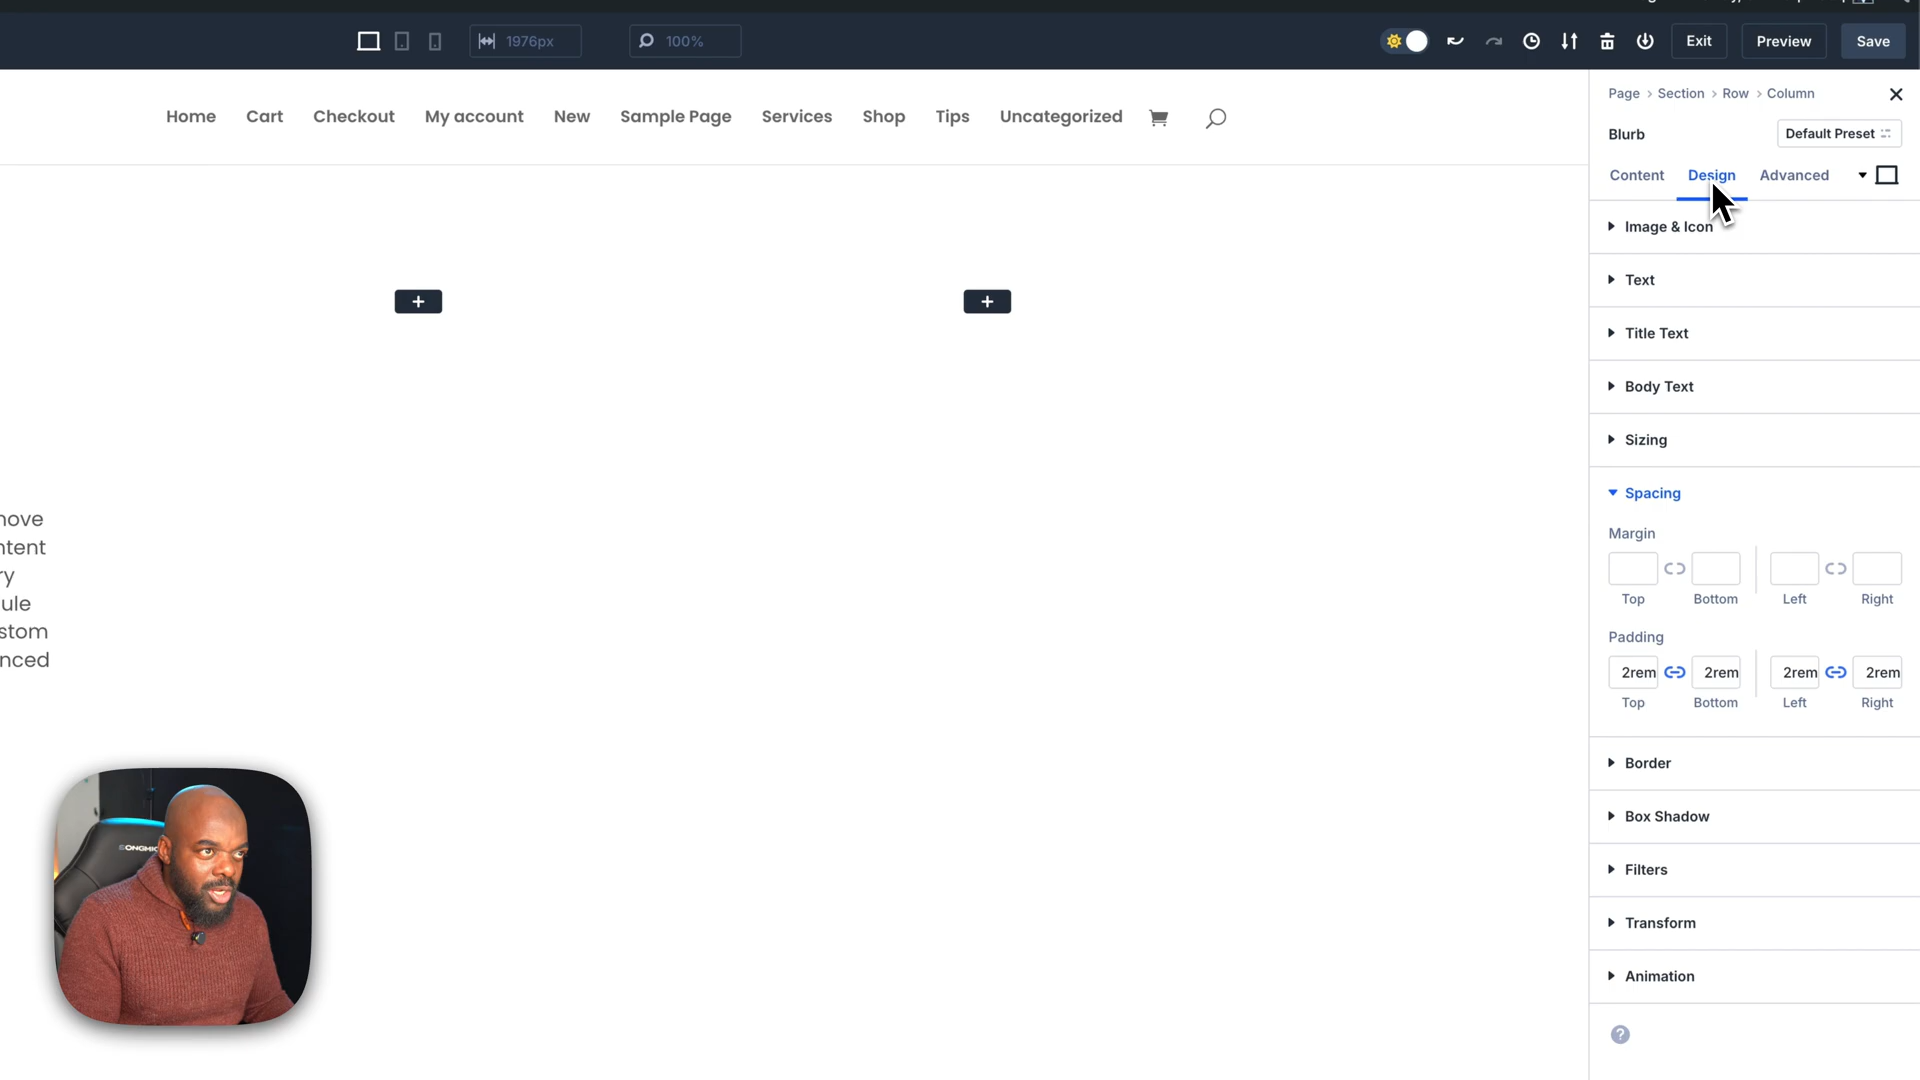 1976px
100%
Exit
Preview
Save
Home
Cart
Checkout
My account
New
Sample Page
Services
Shop
Tips
Uncategorized
Page › Section › Row › Column
Blurb
Default Preset
Content
Design
Advanced
Image & Icon
Text
Title Text
Body Text
Sizing
Spacing
Margin
Top
Bottom
Left
Right
Padding
2rem
2rem
2rem
2rem
Top
Bottom
Left
Right
Border
Box Shadow
Filters
Transform
Animation
?
nove
ntent
ry
ule
stom
nced